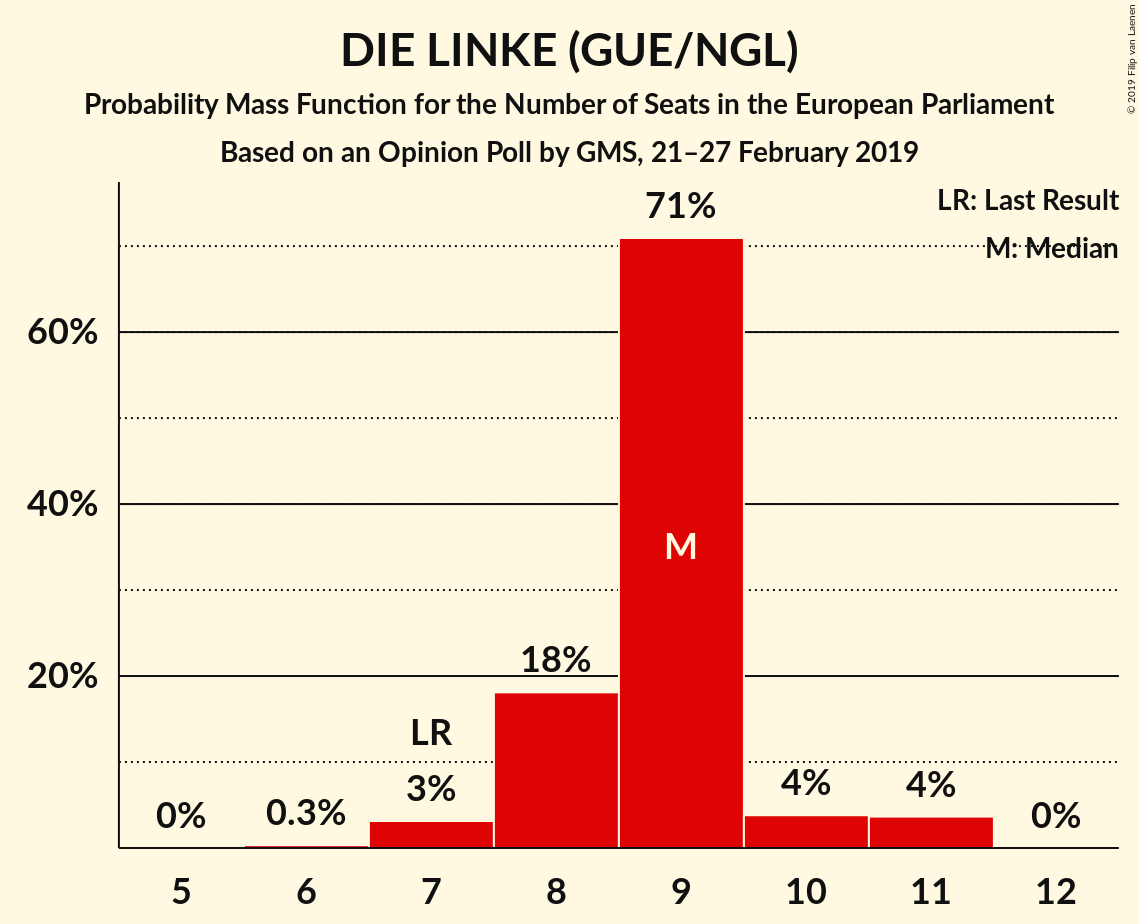 DIE LINKE (GUE/NGL)
Probability Mass Function for the Number of Seats in the European Parliament
Based on an Opinion Poll by GMS, 21–27 February 2019
© 2019 Filip van Laenen
LR: Last Result
M: Median
71%
60%
40%
M
20%
18%
LR
3%
4%
4%
0%
0.3%
0%
5 6 7 8 9 10 11 12